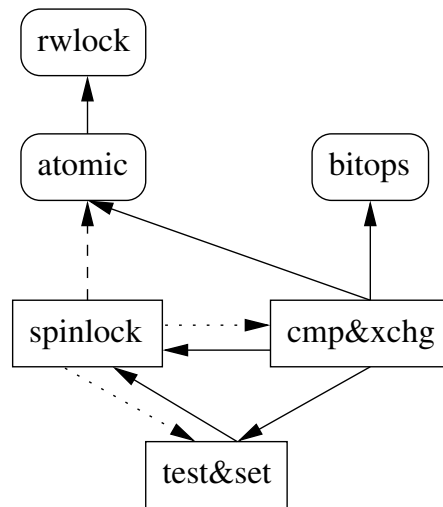 rwlock
atomic
bitops
spinlock
cmp&xchg
test&set